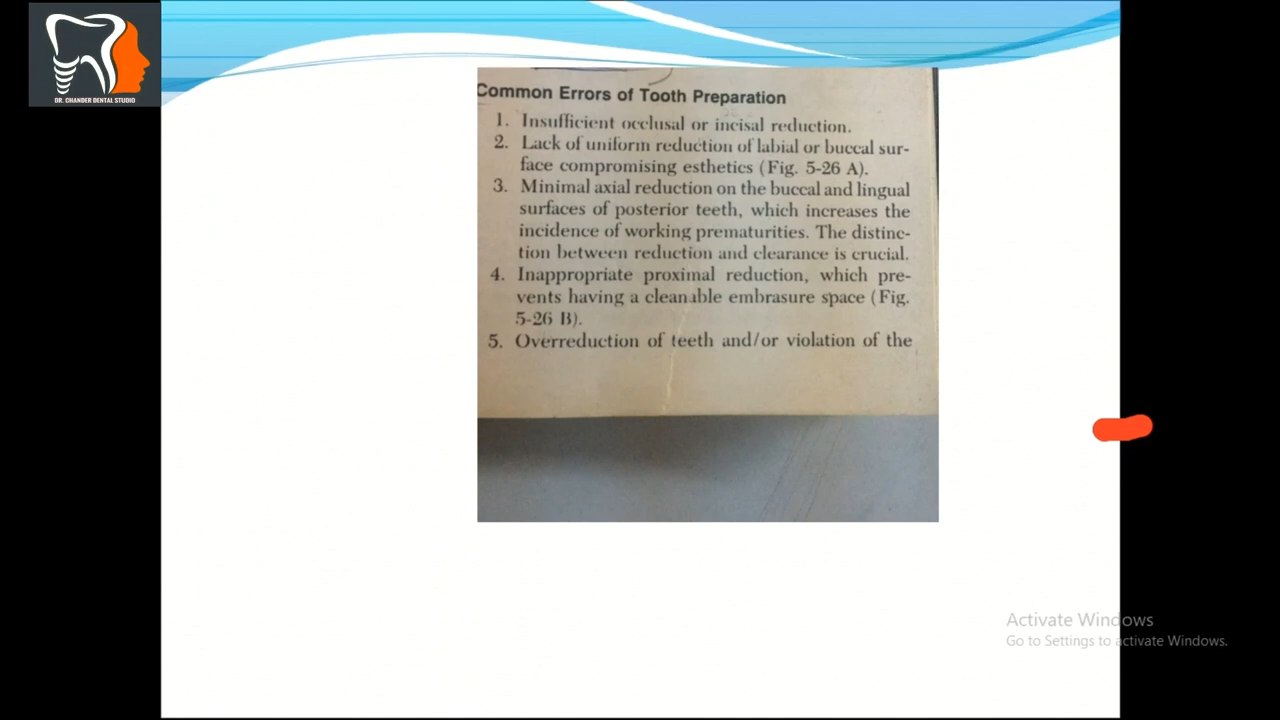 DR. CHANDER DENTAL STUDIO
Common Errors of Tooth Preparation
1. Insufficient occlusal or incisal reduction.
2. Lack of uniform reduction of labial or buccal sur-
face compromising esthetics (Fig. 5-26 A).
3. Minimal axial reduction on the buccal and lingual
surfaces of posterior teeth, which increases the
incidence of working prematurities. The distinc-
tion between reduction and clearance is crucial.
4. Inappropriate proximal reduction, which pre-
vents having a cleanable embrasure space (Fig.
5-26 B).
5. Overreduction of teeth and/or violation of the
Activate Windows
Go to Settings to activate Windows.